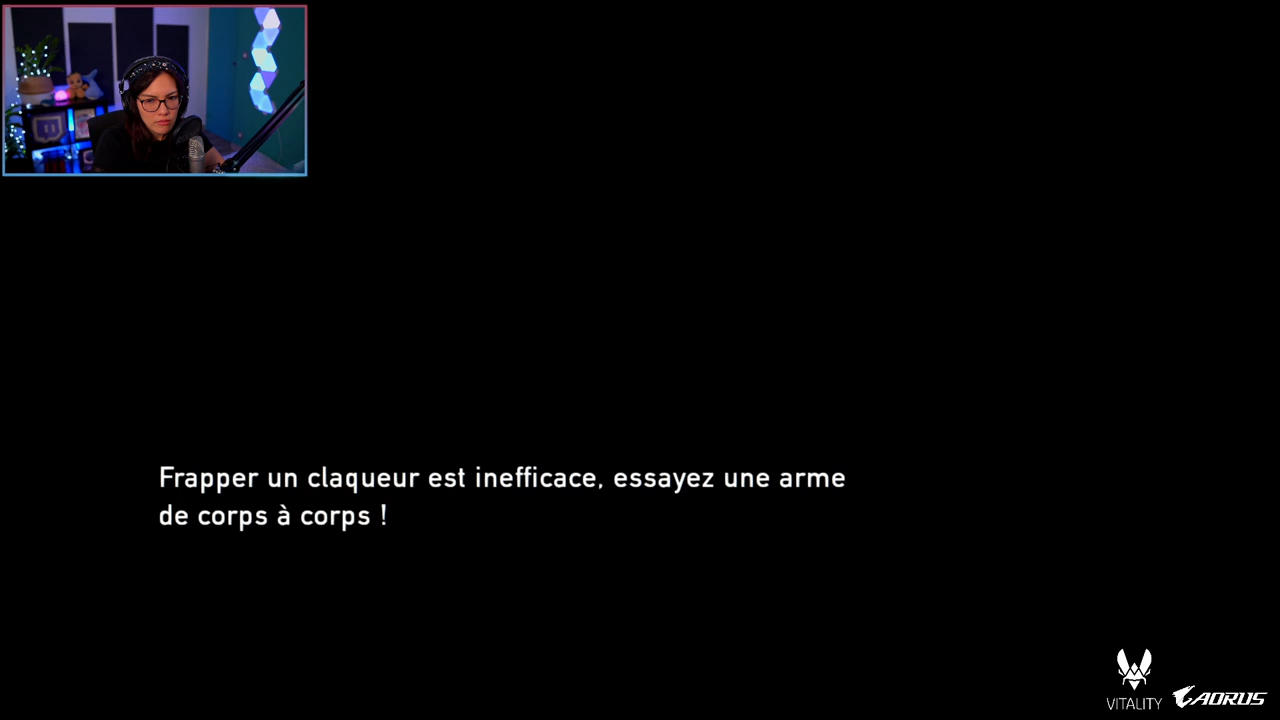 Frapper un claqueur est inefficace, essayez une arme
de corps à corps !
VITALITY
AORUS